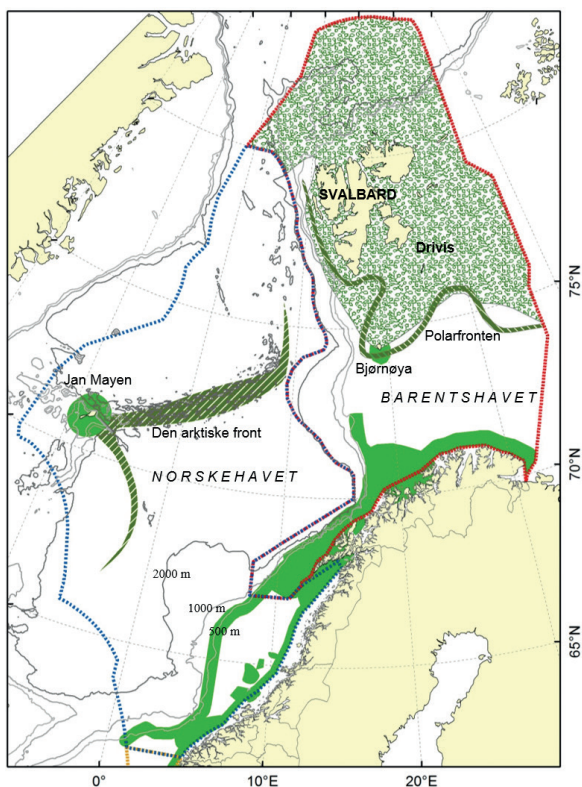 SVALBARD
Drivis
75°N
Polarfronten
Bjørnøya
Jan Mayen
BARENTSHAVET
Den arktiske front
70°N
NORSKEHAVET
2000 m
1000 m
500 m
65°N
0°
10°E
20°E